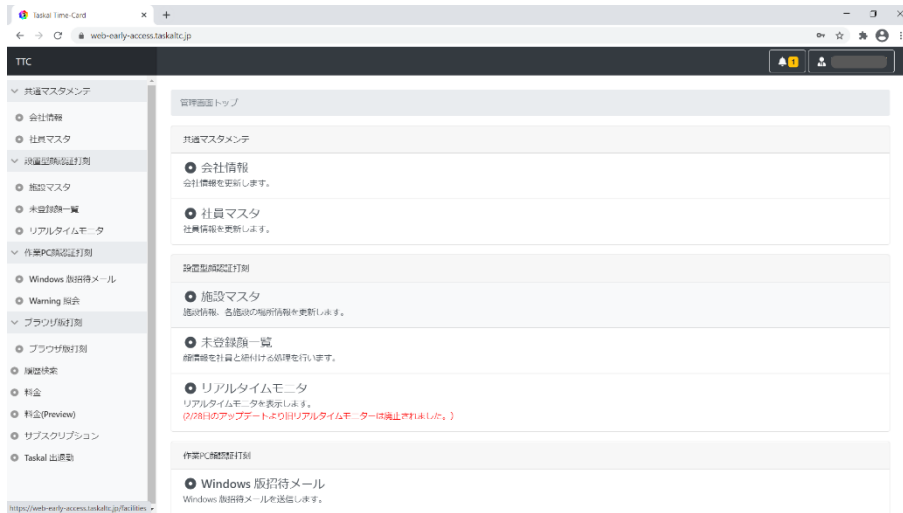 Taskal Time-Card
web-early-access.taskaltc.jp
TTC
1
共通マスタメンテ
会社情報
社員マスタ
設置型顔認証打刻
施設マスタ
未登録顔一覧
リアルタイムモニタ
作業PC顔認証打刻
Windows 版招待メール
Warning 照会
ブラウザ版打刻
ブラウザ版打刻
履歴検索
料金
料金(Preview)
サブスクリプション
Taskal 出退勤
https://web-early-access.taskaltc.jp/facilities
管理画面トップ
共通マスタメンテ
会社情報
会社情報を更新します。
社員マスタ
社員情報を更新します。
設置型顔認証打刻
施設マスタ
施設情報、各施設の場所情報を更新します。
未登録顔一覧
顔情報を社員と紐付ける処理を行います。
リアルタイムモニタ
リアルタイムモニタを表示します。
(2/28日のアップデートより旧リアルタイムモニターは廃止されました。)
作業PC顔認証打刻
Windows 版招待メール
Windows 版招待メールを送信します。